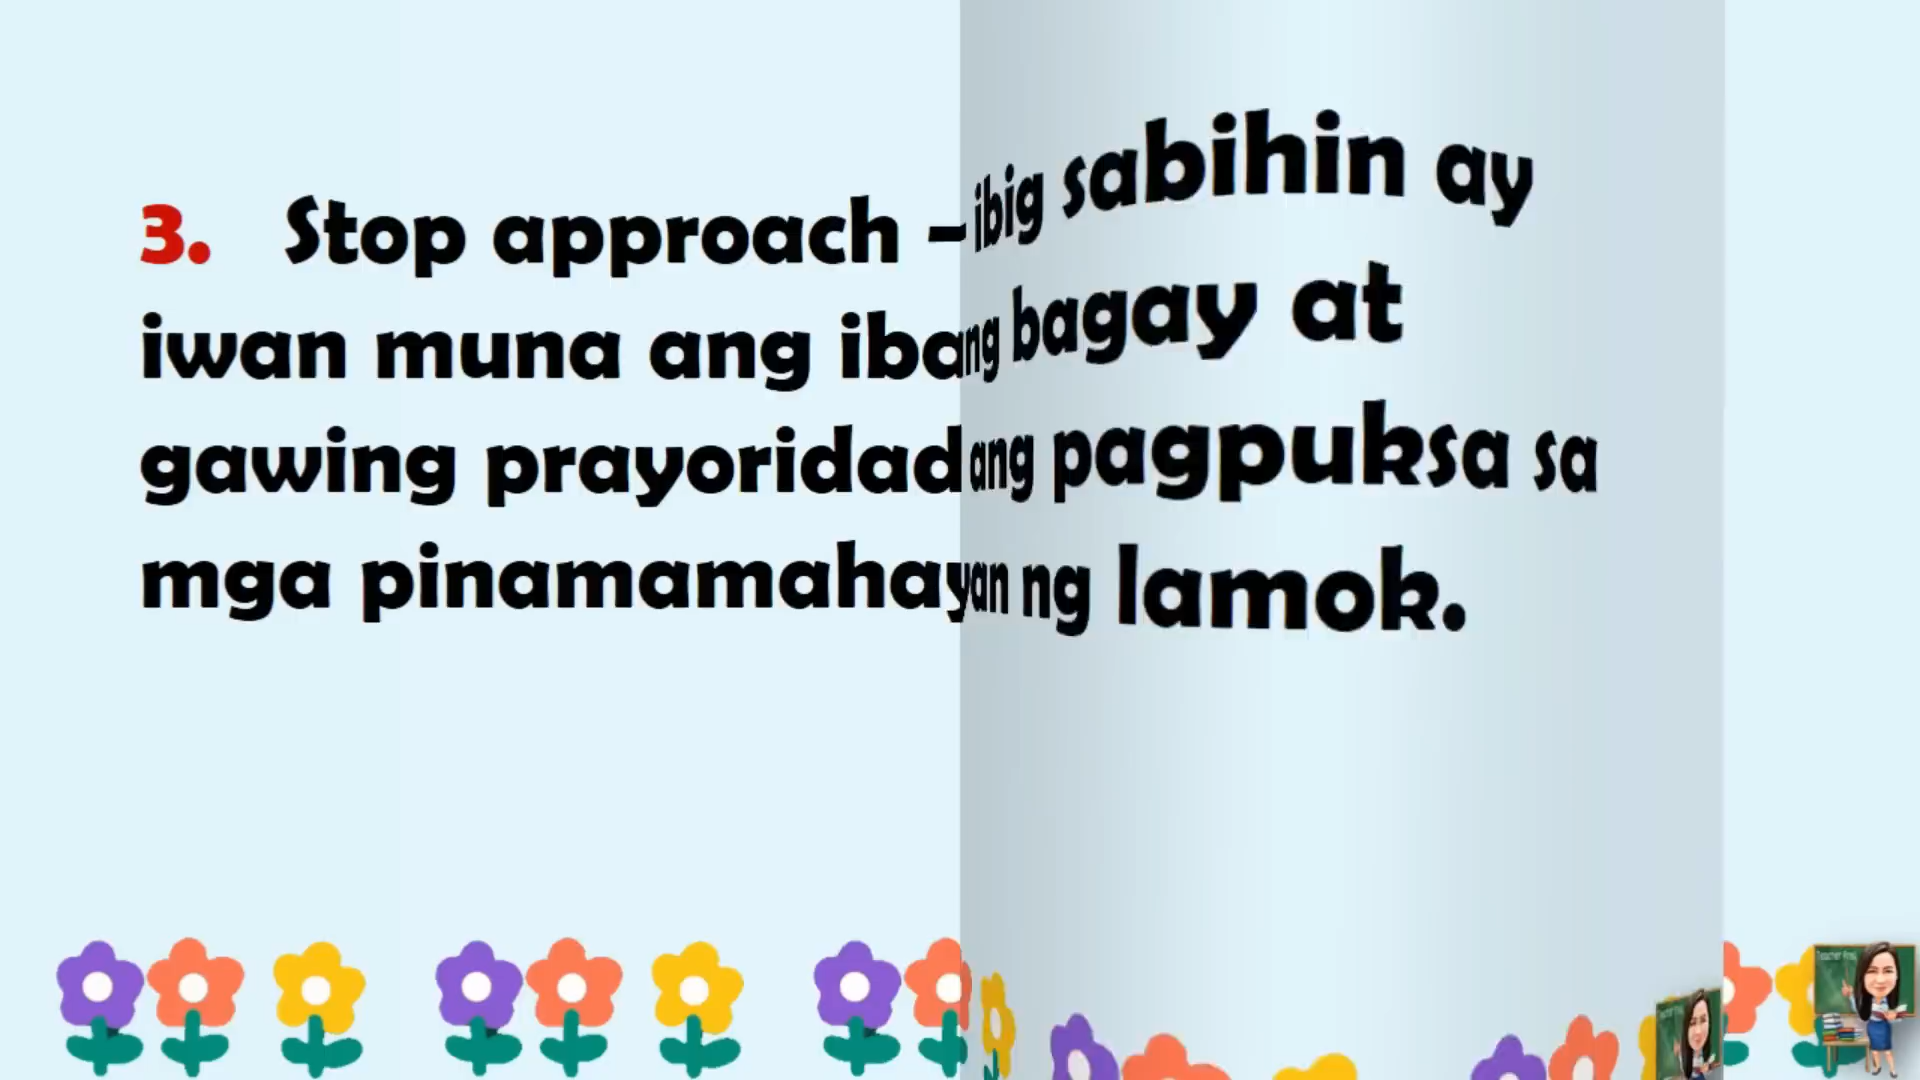 3. Stop approach – ibig sabihin ay
iwan muna ang ibang bagay at
gawing prayoridad ang pagpuksa sa
mga pinamamahayan ng lamok.